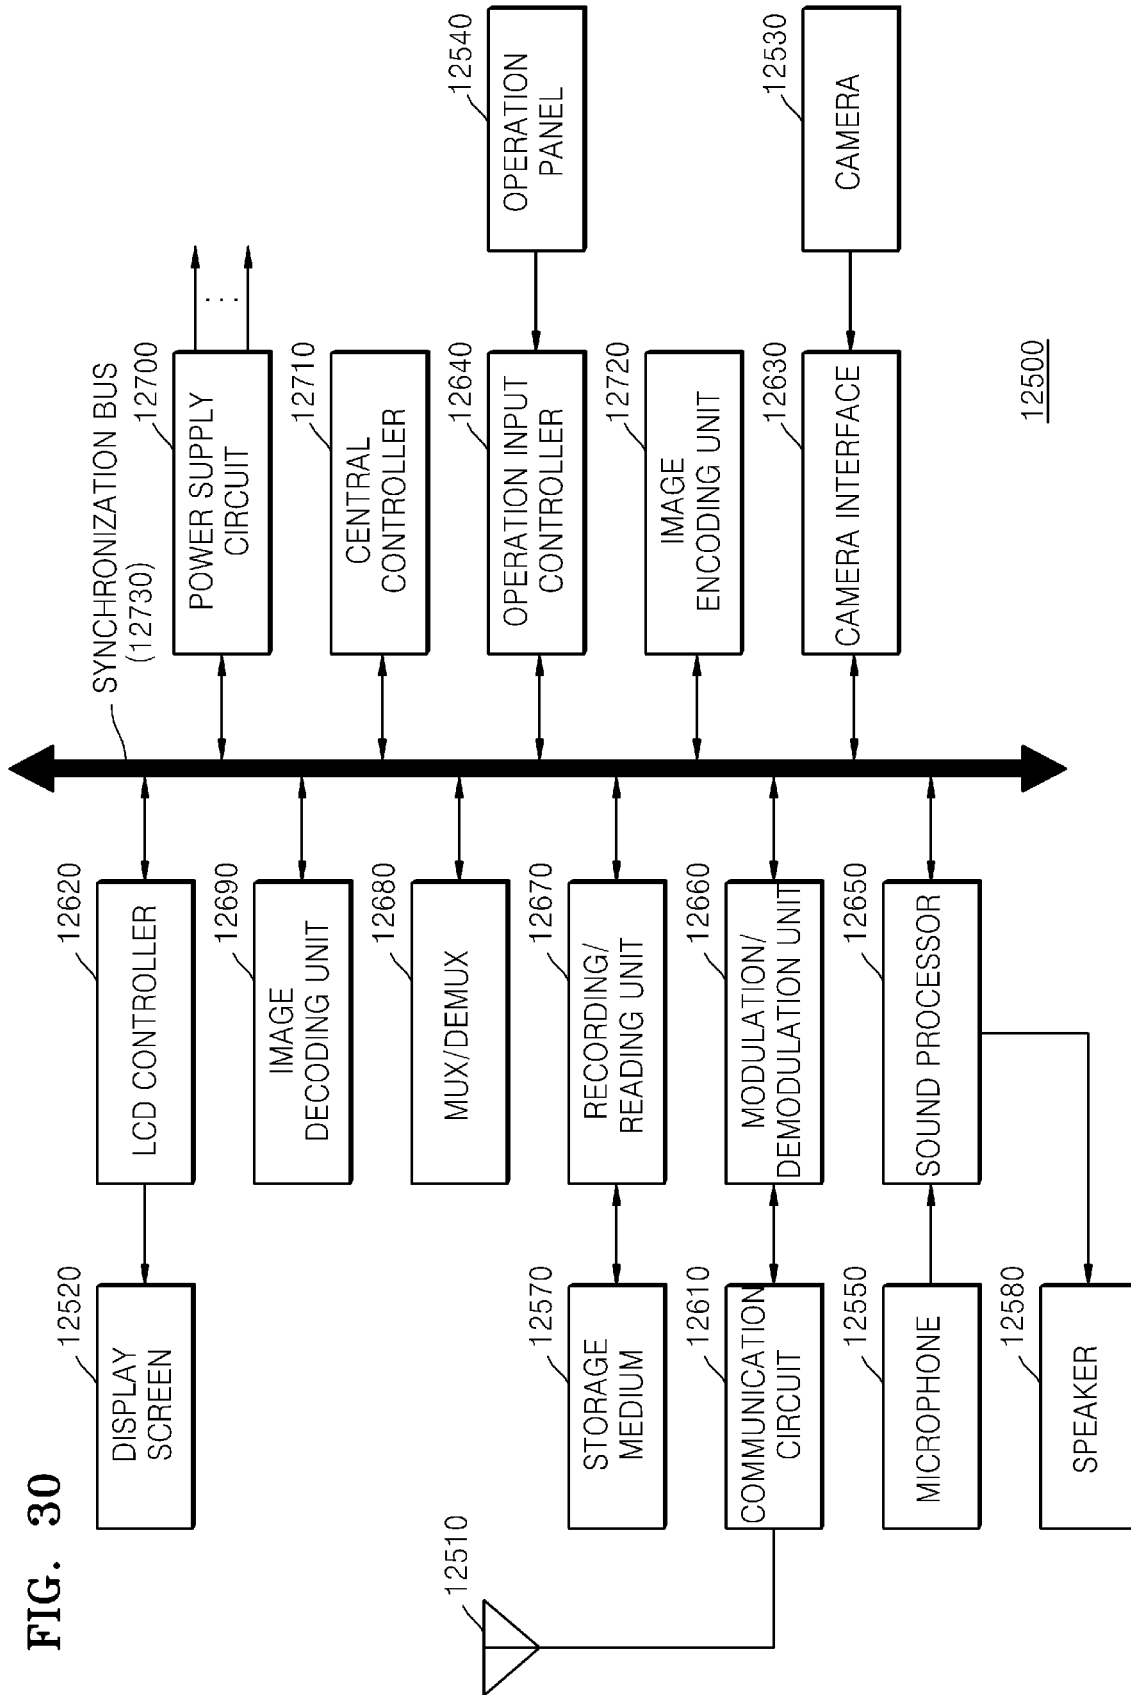 FIG. 30
SYNCHRONIZATION BUS
(12730)
12520
DISPLAY
SCREEN
12620
LCD CONTROLLER
12700
POWER SUPPLY
CIRCUIT
...
12690
IMAGE
DECODING UNIT
12710
CENTRAL
CONTROLLER
12680
MUX/DEMUX
12640
OPERATION INPUT
CONTROLLER
12540
OPERATION
PANEL
12510
12570
STORAGE
MEDIUM
12670
RECORDING/
READING UNIT
12720
IMAGE
ENCODING UNIT
12610
COMMUNICATION
CIRCUIT
12660
MODULATION/
DEMODULATION UNIT
12630
CAMERA INTERFACE
12530
CAMERA
12550
MICROPHONE
12650
SOUND PROCESSOR
12580
SPEAKER
12500